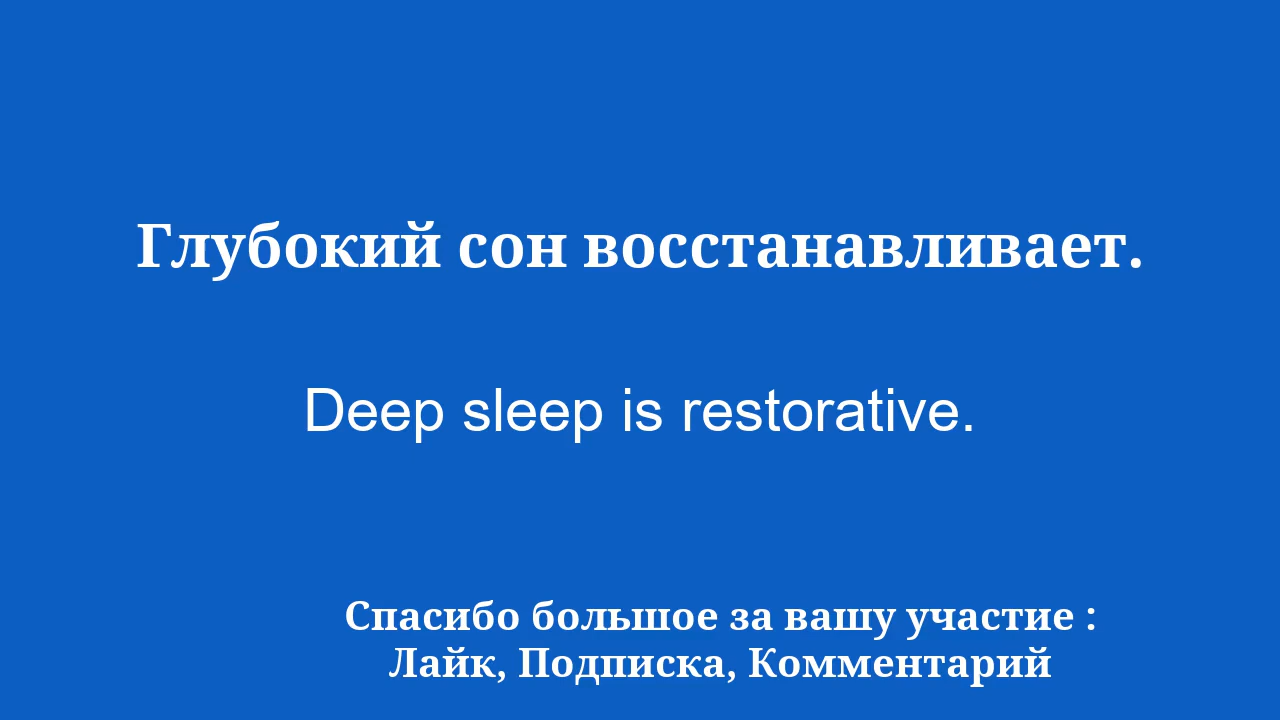 Глубокий сон восстанавливает.
Deep sleep is restorative.
Спасибо большое за вашу участие :
Лайк, Подписка, Комментарий